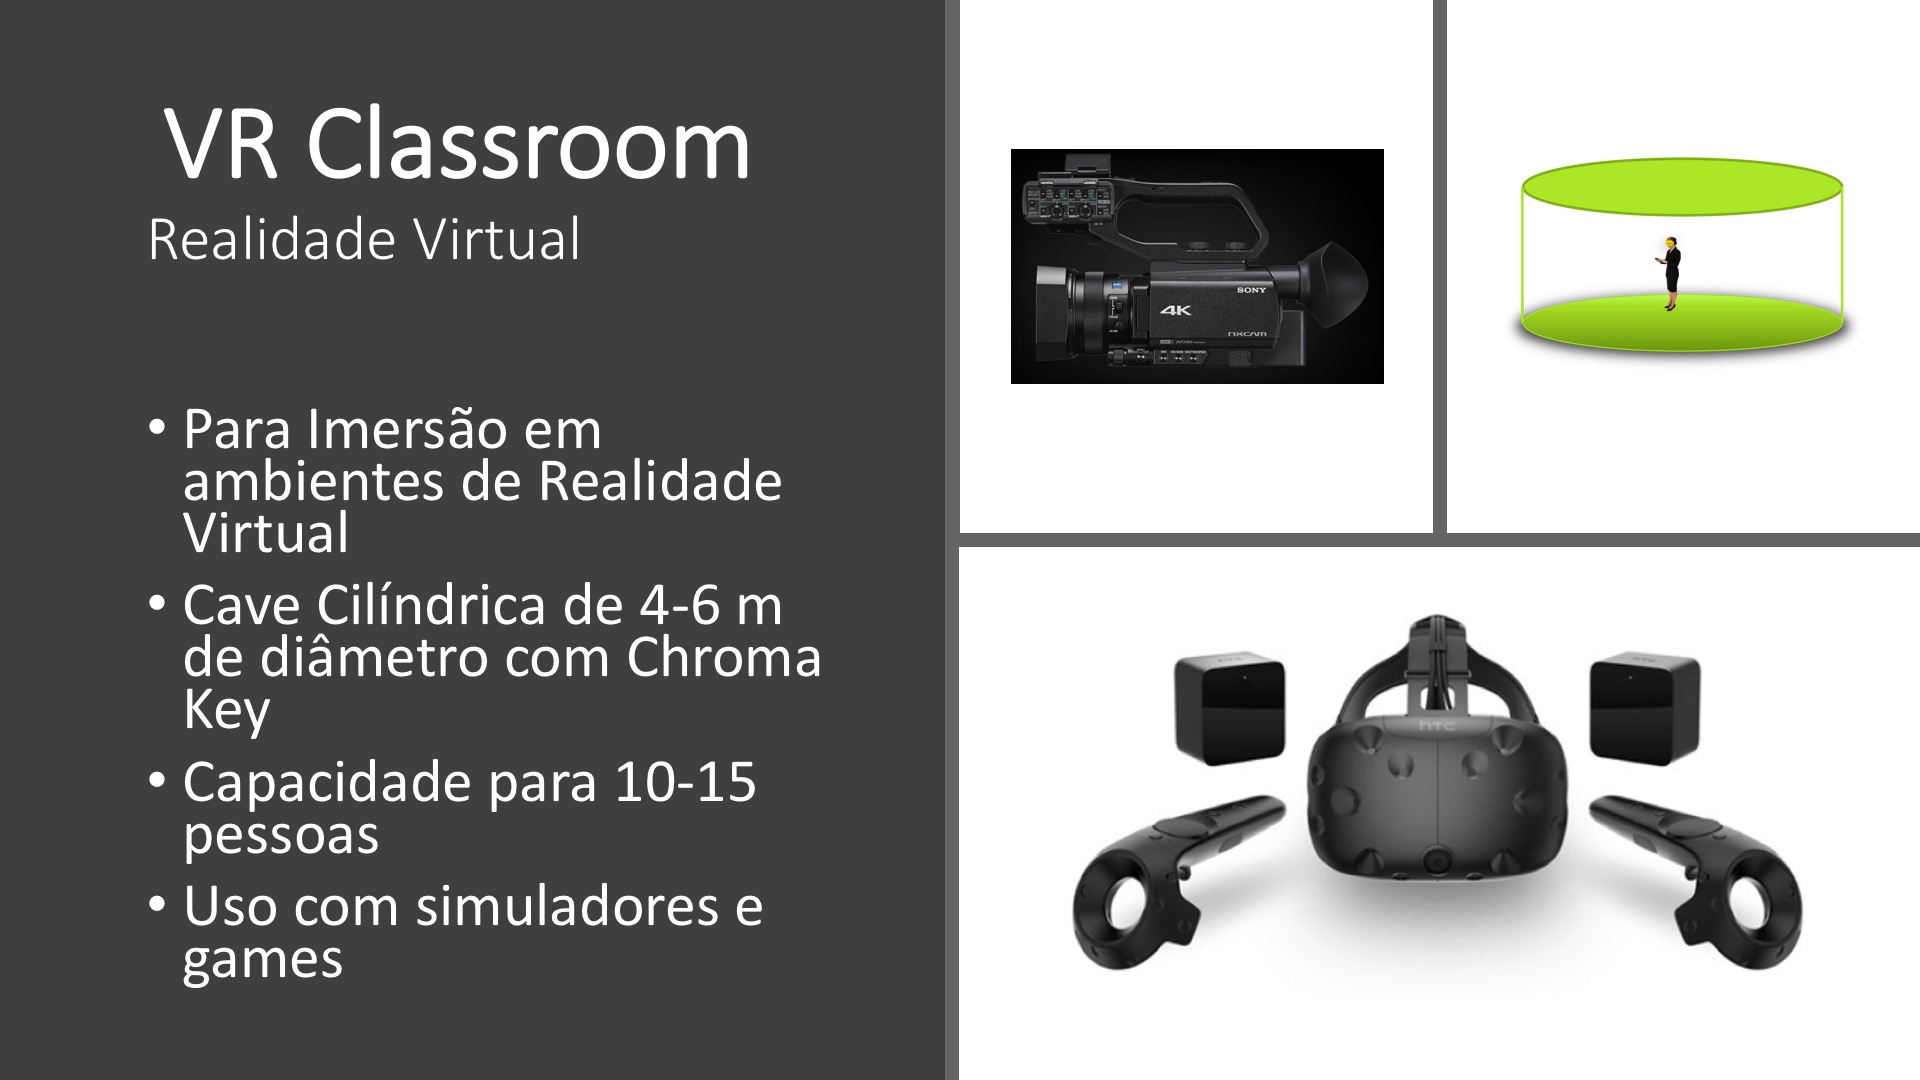 VR Classroom
Realidade Virtual
• Para Imersão em
ambientes de Realidade
Virtual
• Cave Cilíndrica de 4-6 m
de diâmetro com Chroma
Key
• Capacidade para 10-15
pessoas
• Uso com simuladores e
games
SONY
4K
NXCAM
htc